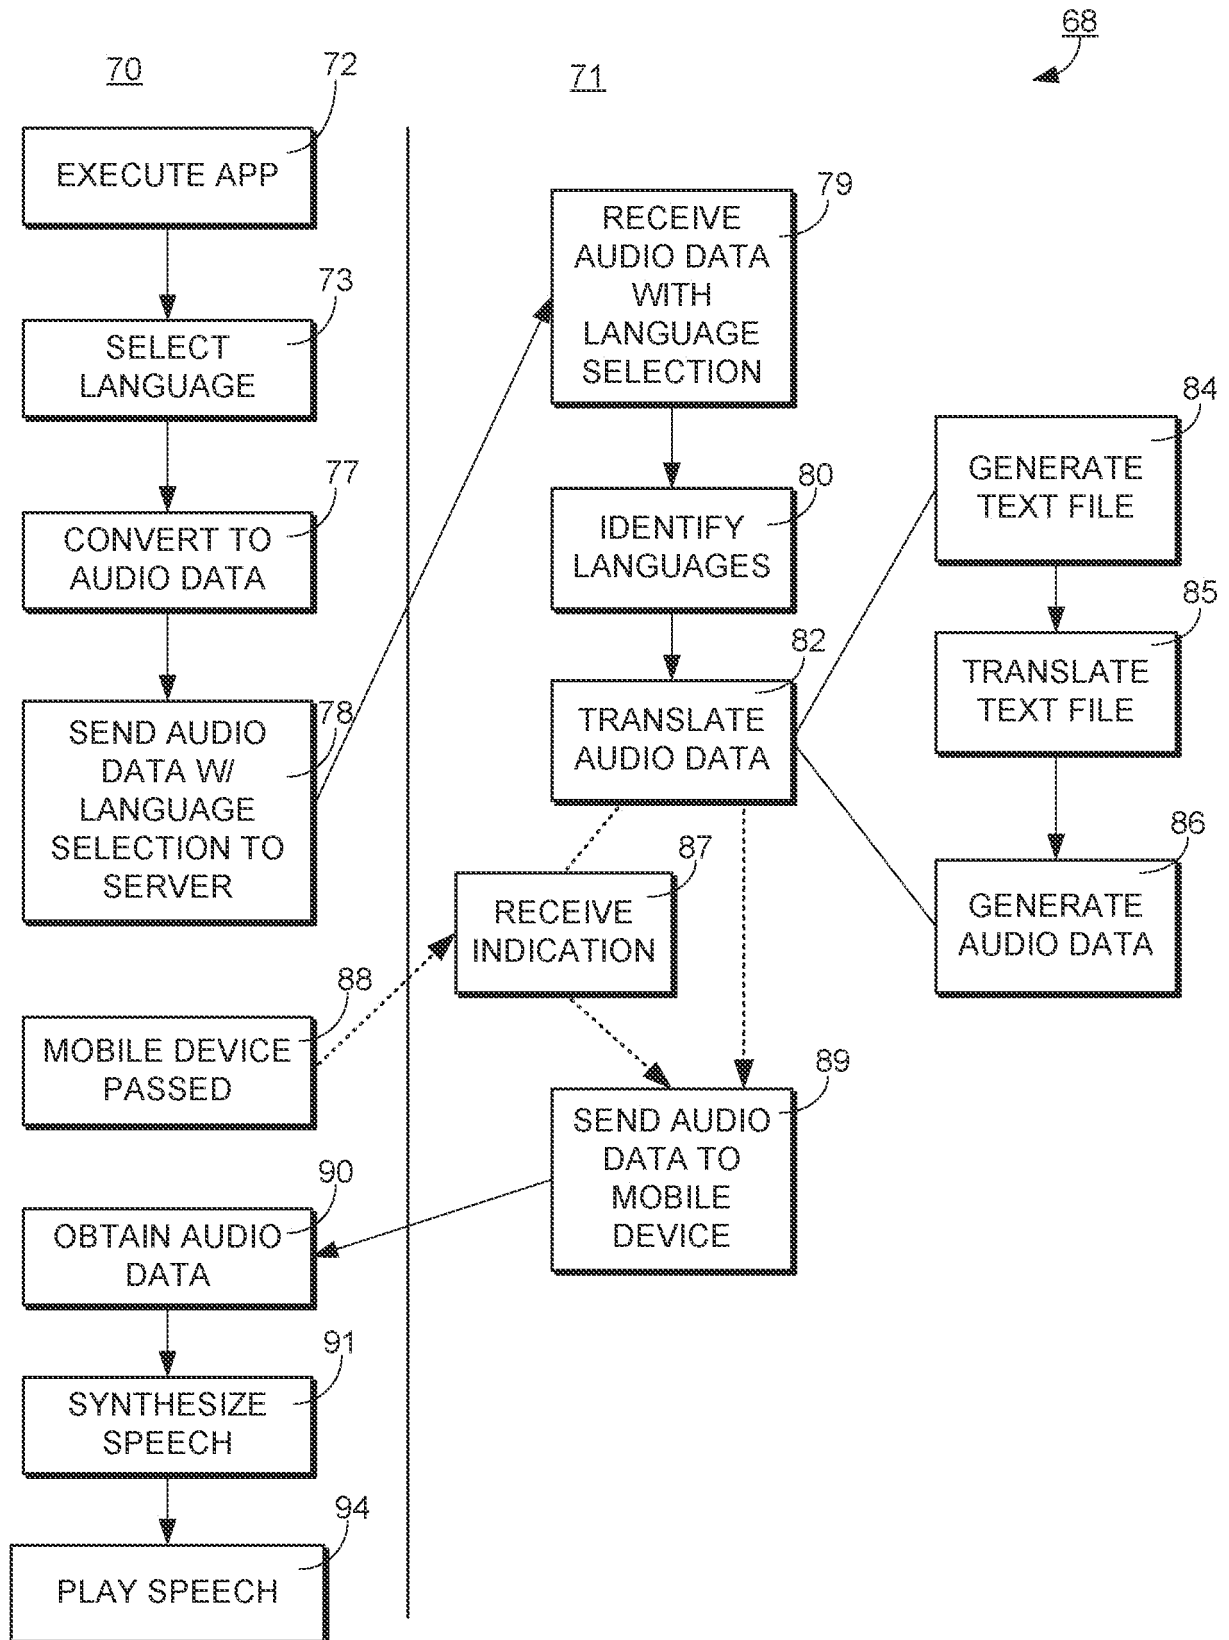 68
70
72
EXECUTE APP
73
SELECT
LANGUAGE
77
CONVERT TO
AUDIO DATA
78
SEND AUDIO
DATA W/
LANGUAGE
SELECTION TO
SERVER
88
MOBILE DEVICE
PASSED
90
OBTAIN AUDIO
DATA
91
SYNTHESIZE
SPEECH
94
PLAY SPEECH
71
79
RECEIVE
AUDIO DATA
WITH
LANGUAGE
SELECTION
80
IDENTIFY
LANGUAGES
82
TRANSLATE
AUDIO DATA
87
RECEIVE
INDICATION
89
SEND AUDIO
DATA TO
MOBILE
DEVICE
84
GENERATE
TEXT FILE
85
TRANSLATE
TEXT FILE
86
GENERATE
AUDIO DATA